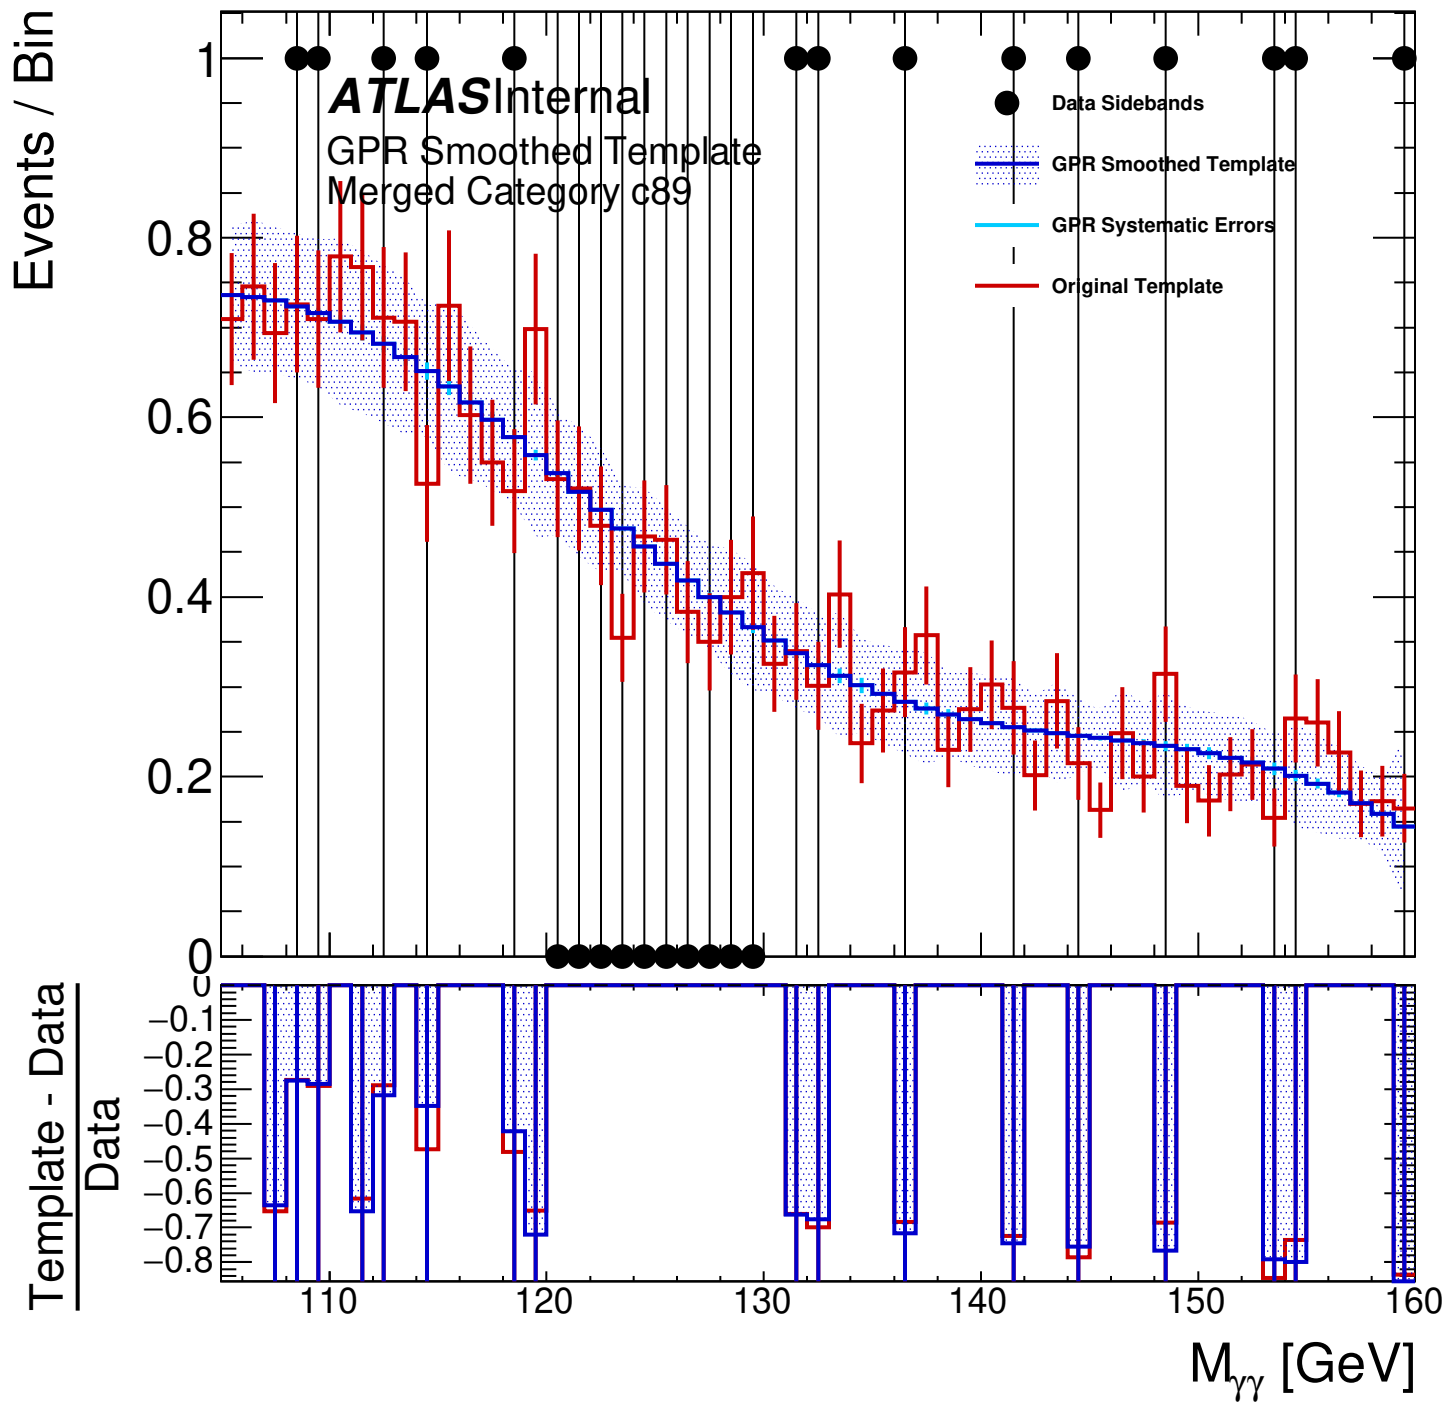 Events / Bin
1
0.8
0.6
0.4
0.2
0
ATLAS Internal
GPR Smoothed Template
Merged Category c89
Data Sidebands
GPR Smoothed Template
GPR Systematic Errors
Original Template
Template - Data
Data
0
−0.1
−0.2
−0.3
−0.4
−0.5
−0.6
−0.7
−0.8
110 120 130 140 150 160
Mγγ [GeV]